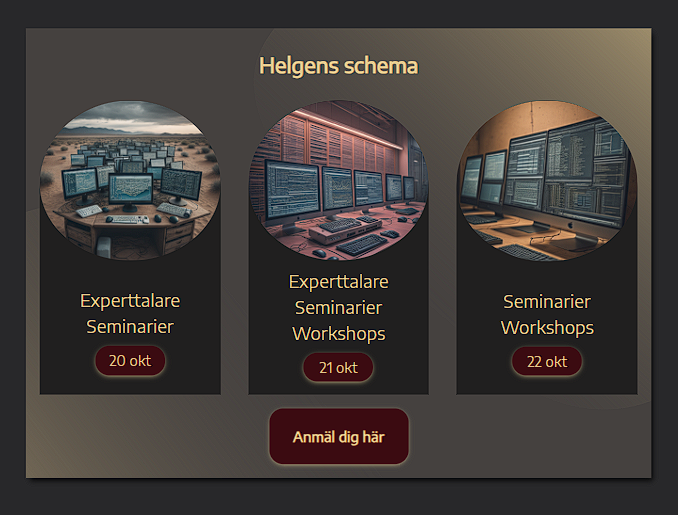 Helgens schema
Experttalare
Seminarier
20 okt
Experttalare
Seminarier
Workshops
21 okt
Seminarier
Workshops
22 okt
Anmäl dig här